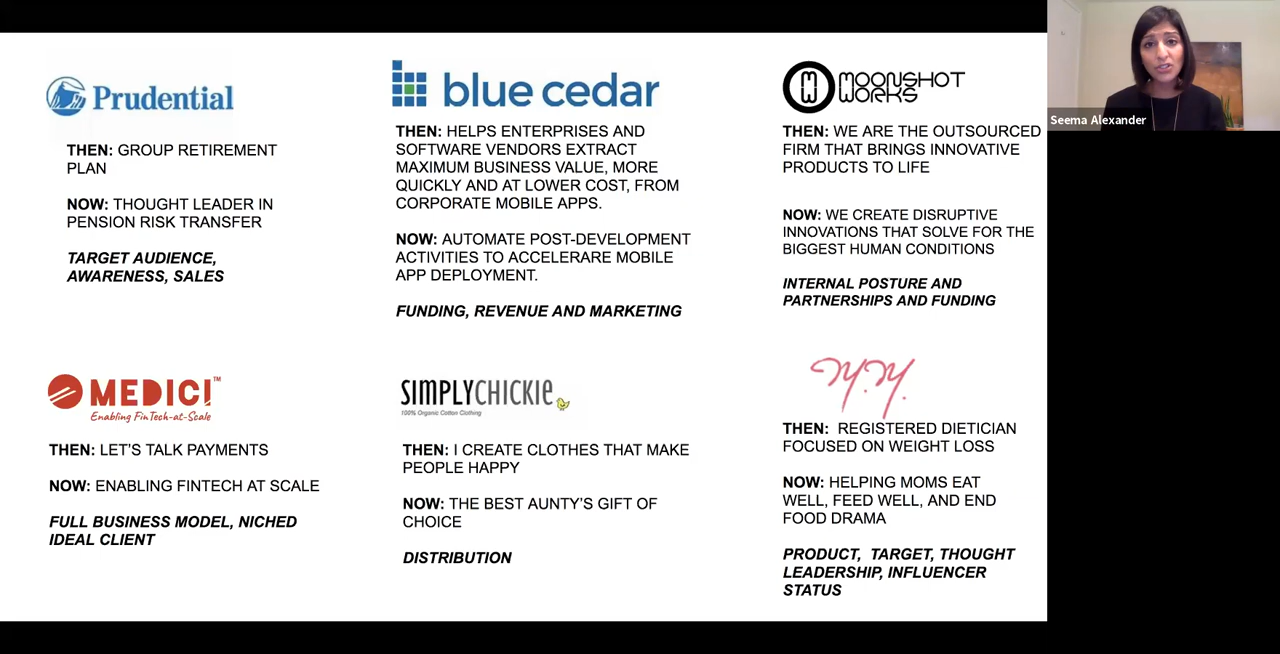 Prudential
THEN: GROUP RETIREMENT
PLAN
NOW: THOUGHT LEADER IN
PENSION RISK TRANSFER
TARGET AUDIENCE,
AWARENESS, SALES
blue cedar
THEN: HELPS ENTERPRISES AND
SOFTWARE VENDORS EXTRACT
MAXIMUM BUSINESS VALUE, MORE
QUICKLY AND AT LOWER COST, FROM
CORPORATE MOBILE APPS.
NOW: AUTOMATE POST-DEVELOPMENT
ACTIVITIES TO ACCELERARE MOBILE
APP DEPLOYMENT.
FUNDING, REVENUE AND MARKETING
MOONSHOT
WORKS
THEN: WE ARE THE OUTSOURCED
FIRM THAT BRINGS INNOVATIVE
PRODUCTS TO LIFE
NOW: WE CREATE DISRUPTIVE
INNOVATIONS THAT SOLVE FOR THE
BIGGEST HUMAN CONDITIONS
INTERNAL POSTURE AND
PARTNERSHIPS AND FUNDING
Seema Alexander
MEDICI™
Enabling FinTech-at-Scale
THEN: LET'S TALK PAYMENTS
NOW: ENABLING FINTECH AT SCALE
FULL BUSINESS MODEL, NICHED
IDEAL CLIENT
SIMPLYCHICKIE
100% Organic Cotton Clothing
THEN: I CREATE CLOTHES THAT MAKE
PEOPLE HAPPY
NOW: THE BEST AUNTY'S GIFT OF
CHOICE
DISTRIBUTION
M.M.
THEN: REGISTERED DIETICIAN
FOCUSED ON WEIGHT LOSS
NOW: HELPING MOMS EAT
WELL, FEED WELL, AND END
FOOD DRAMA
PRODUCT, TARGET, THOUGHT
LEADERSHIP, INFLUENCER
STATUS